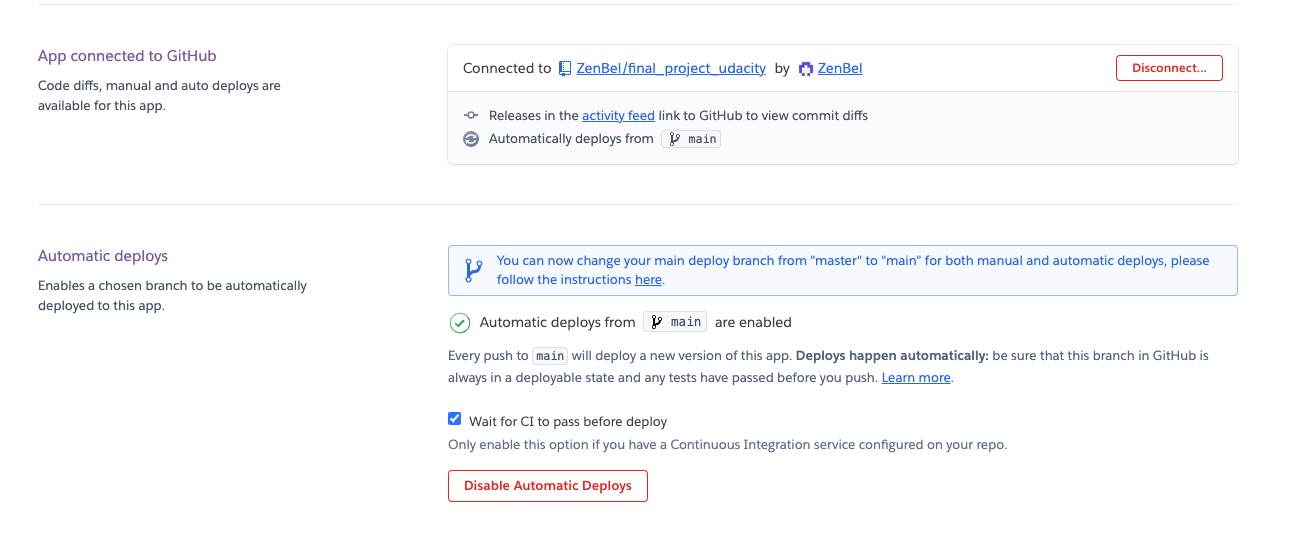 App connected to GitHub
Code diffs, manual and auto deploys are
available for this app.
Connected to ZenBel/final_project_udacity by ZenBel
Disconnect...
Releases in the activity feed link to GitHub to view commit diffs
Automatically deploys from main
Automatic deploys
Enables a chosen branch to be automatically
deployed to this app.
You can now change your main deploy branch from "master" to "main" for both manual and automatic deploys, please
follow the instructions here.
Automatic deploys from main are enabled
Every push to main will deploy a new version of this app. Deploys happen automatically: be sure that this branch in GitHub is
always in a deployable state and any tests have passed before you push. Learn more.
Wait for CI to pass before deploy
Only enable this option if you have a Continuous Integration service configured on your repo.
Disable Automatic Deploys